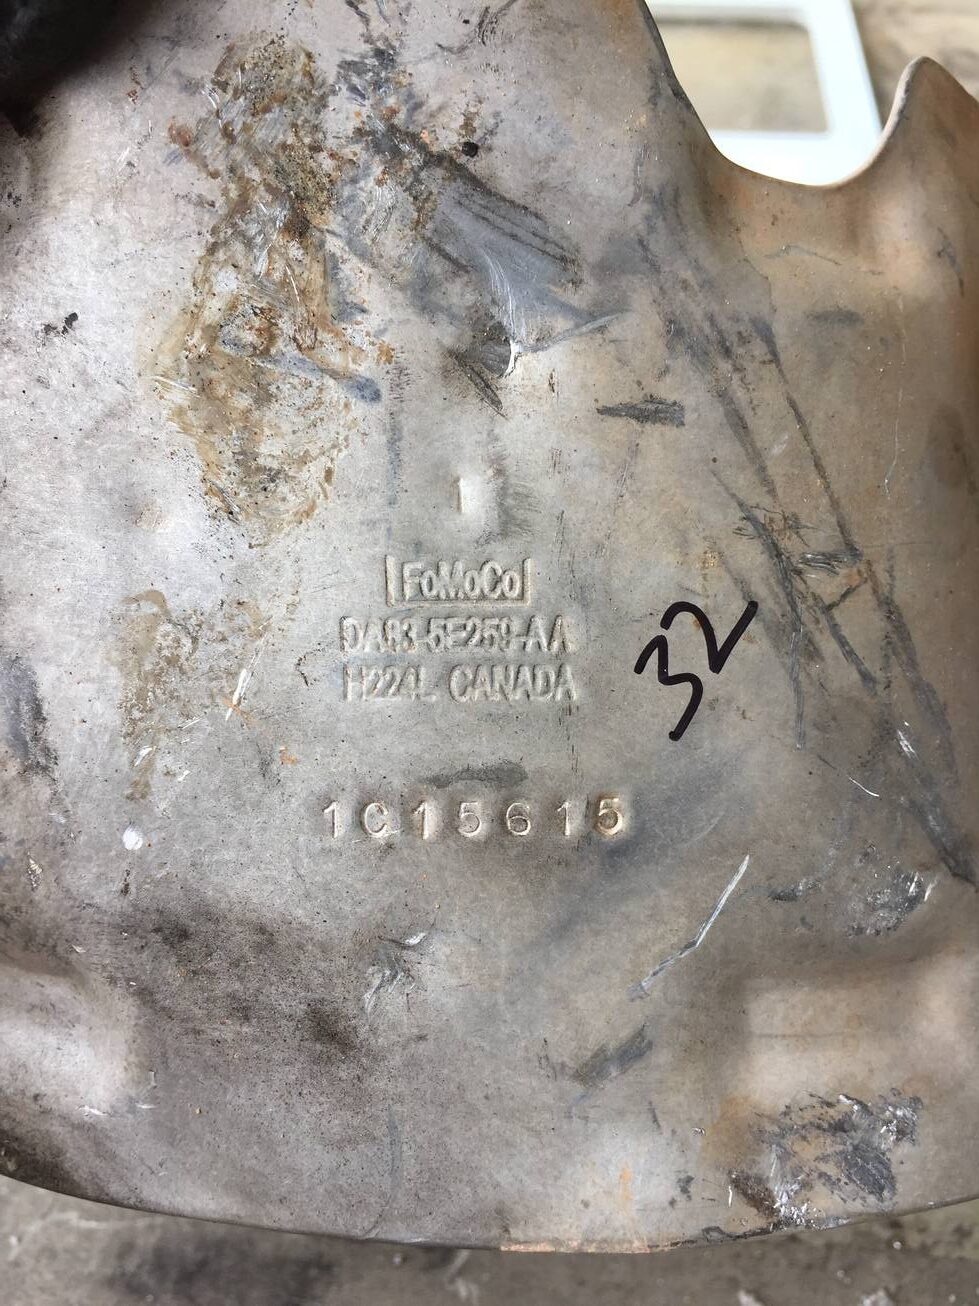 1
FoMoCo
DA83-5E259-AA
H224L CANADA
32
1C15615